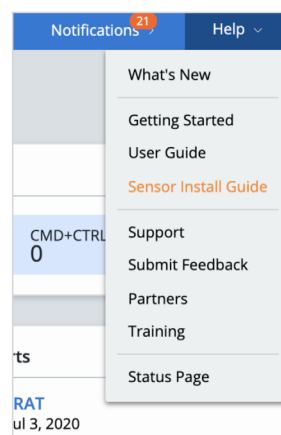 Notifications 21 Help
What's New
Getting Started
User Guide
Sensor Install Guide
CMD+CTRL
0
Support
Submit Feedback
Partners
Training
Status Page
rts
RAT
ul 3, 2020